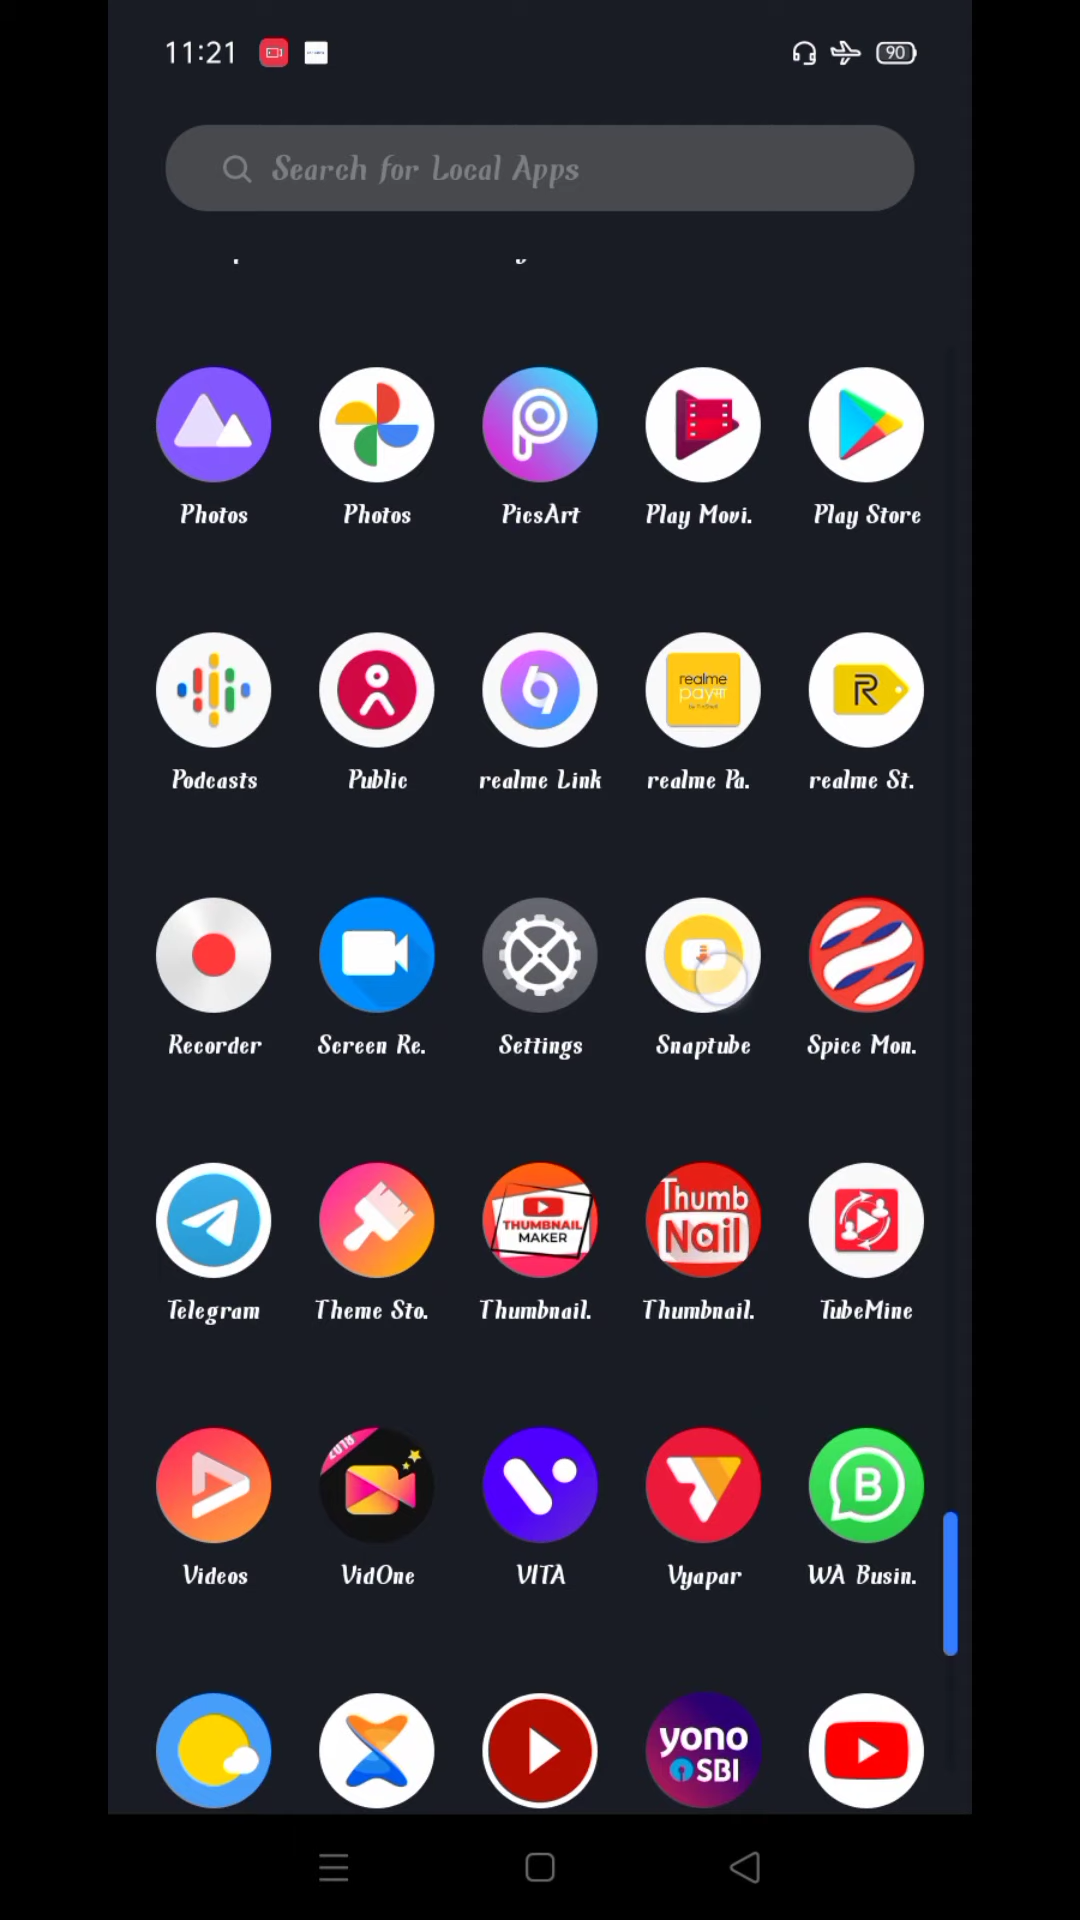 11:21
90
Search for Local Apps
Photos
Photos
PicsArt
Play Movi.
Play Store
realme
payसा
R
Podcasts
Public
realme Link
realme Pa.
realme St.
Recorder
Screen Re.
Settings
Snaptube
Spice Mon.
THUMBNAIL
MAKER
Thumb
Nail
Telegram
Theme Sto.
Thumbnail.
Thumbnail.
TubeMine
2018
B
Videos
VidOne
VITA
Vyapar
WA Busin.
yono
SBI